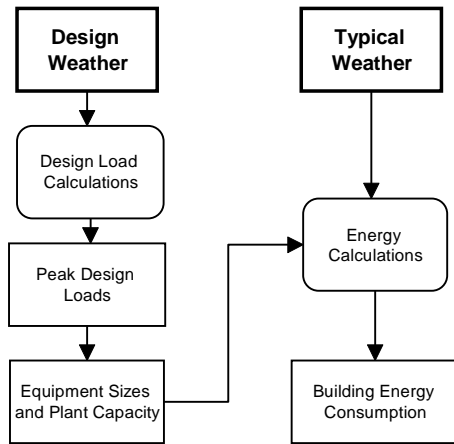 Design
Weather
Typical
Weather
Design Load
Calculations
Energy
Calculations
Peak Design
Loads
Equipment Sizes
and Plant Capacity
Building Energy
Consumption